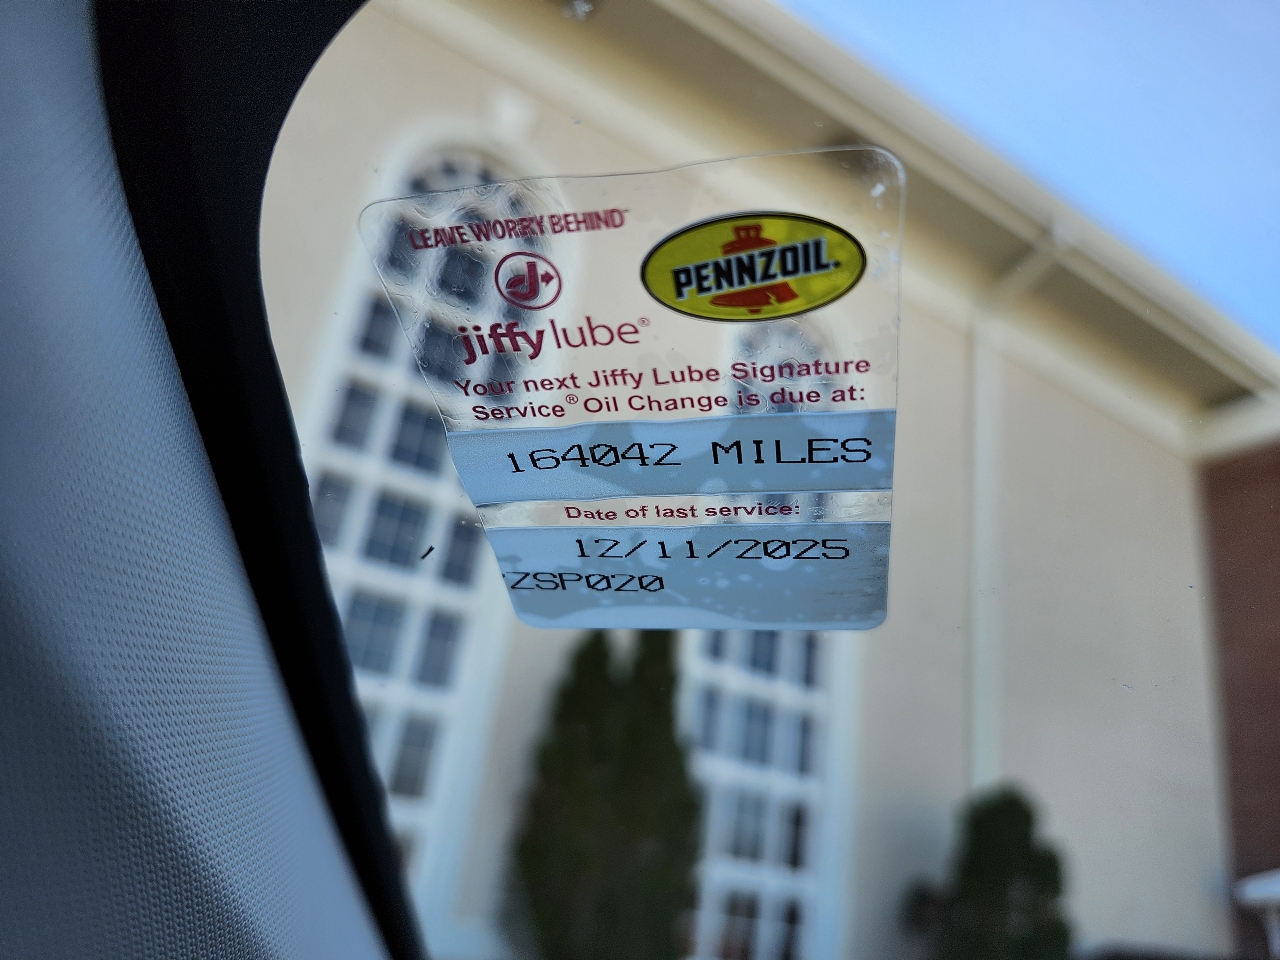 LEAVE WORRY BEHIND™
PENNZOIL.
jiffy lube®
Your next Jiffy Lube Signature
Service® Oil Change is due at:
164042 MILES
Date of last service:
12/11/2025
ZSP020